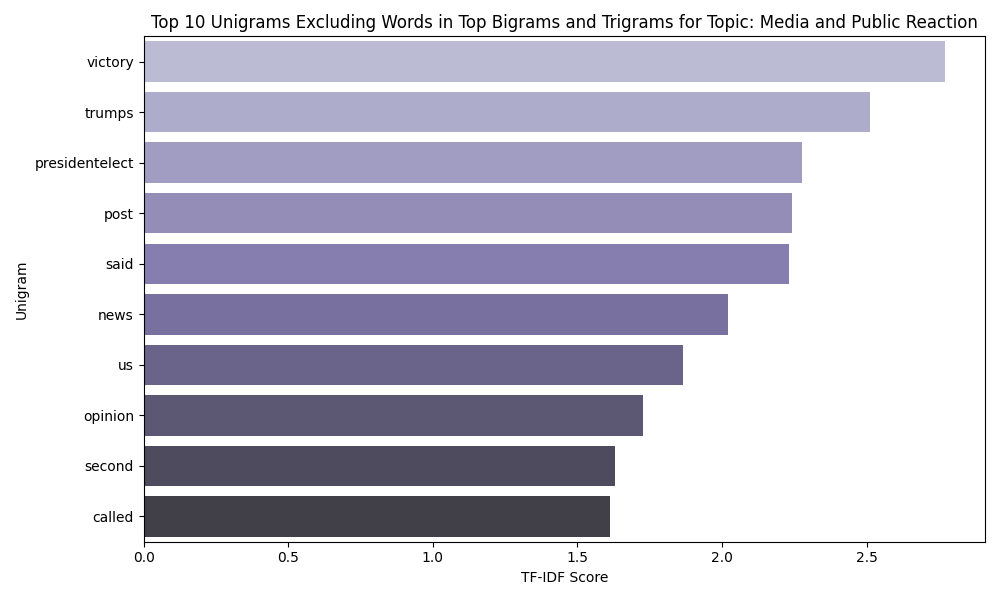 Top 10 Unigrams Excluding Words in Top Bigrams and Trigrams for Topic: Media and Public Reaction
victory
trumps
presidentelect
post
said
news
us
opinion
second
called
Unigram
0.0 0.5 1.0 1.5 2.0 2.5
TF-IDF Score